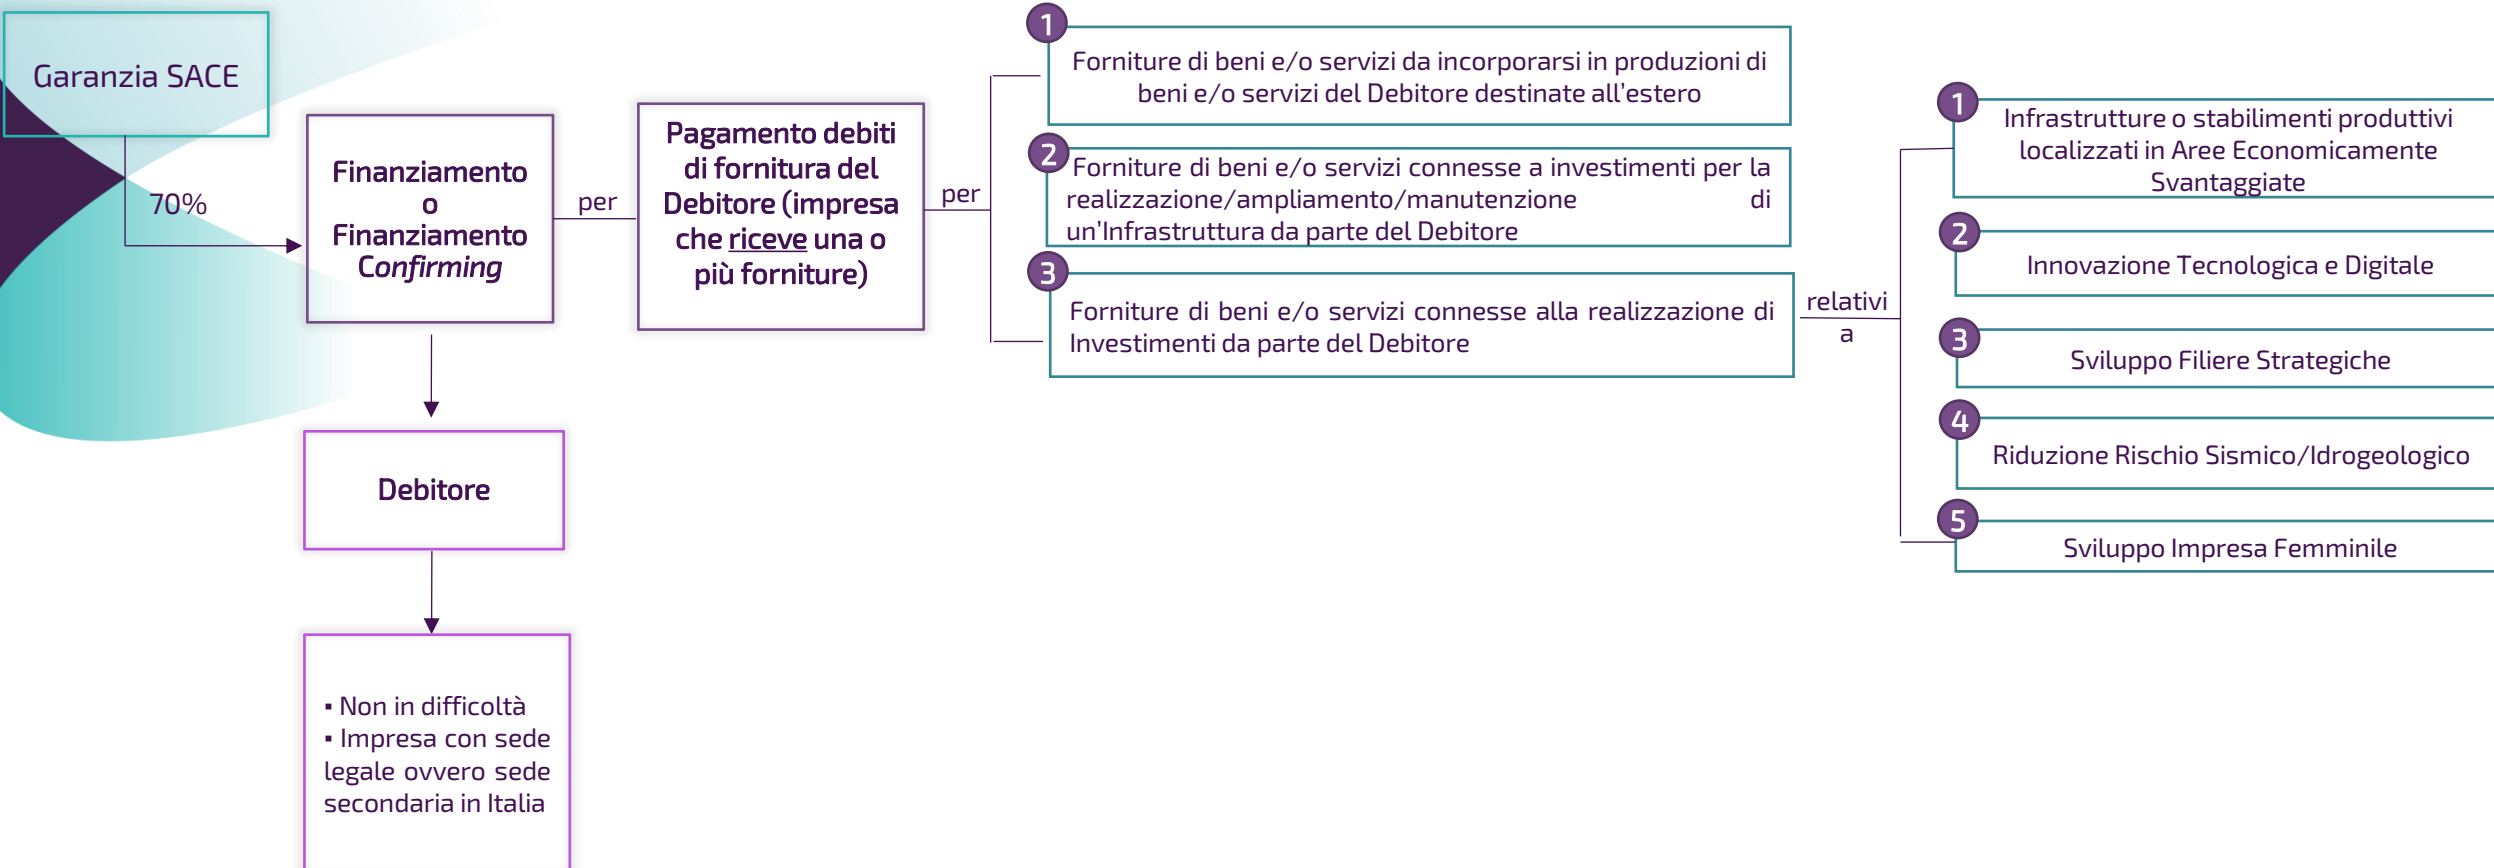 Garanzia SACE
70%
Finanziamento
o
Finanziamento
Confirming
per
Pagamento debiti
di fornitura del
Debitore (impresa
che riceve una o
più forniture)
per
1
Forniture di beni e/o servizi da incorporarsi in produzioni di
beni e/o servizi del Debitore destinate all'estero
2
Forniture di beni e/o servizi connesse a investimenti per la
realizzazione/ampliamento/manutenzione di
un'Infrastruttura da parte del Debitore
3
Forniture di beni e/o servizi connesse alla realizzazione di
Investimenti da parte del Debitore
relativi
a
1
Infrastrutture o stabilimenti produttivi
localizzati in Aree Economicamente
Svantaggiate
2
Innovazione Tecnologica e Digitale
3
Sviluppo Filiere Strategiche
4
Riduzione Rischio Sismico/Idrogeologico
5
Sviluppo Impresa Femminile
Debitore
▪ Non in difficoltà
▪ Impresa con sede
legale ovvero sede
secondaria in Italia